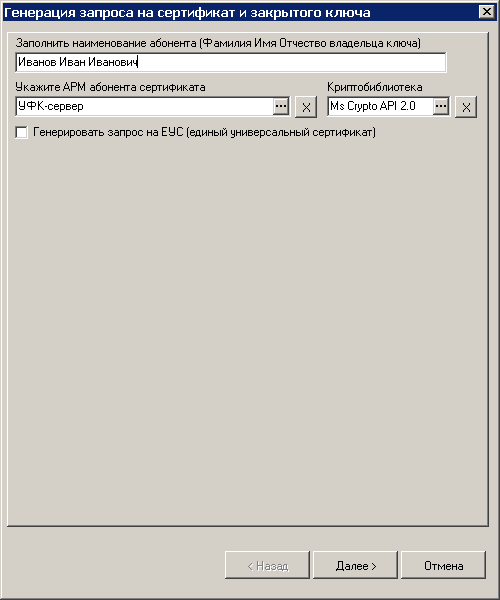 Генерация запроса на сертификат и закрытого ключа
Заполнить наименование абонента (Фамилия Имя Отчество владельца ключа)
Иванов Иван Иванович
Укажите АРМ абонента сертификата
Криптобиблиотека
УФК-сервер ... X
Ms Crypto API 2.0 ... X
Генерировать запрос на ЕУС (единый универсальный сертификат)
< Назад
Далее >
Отмена